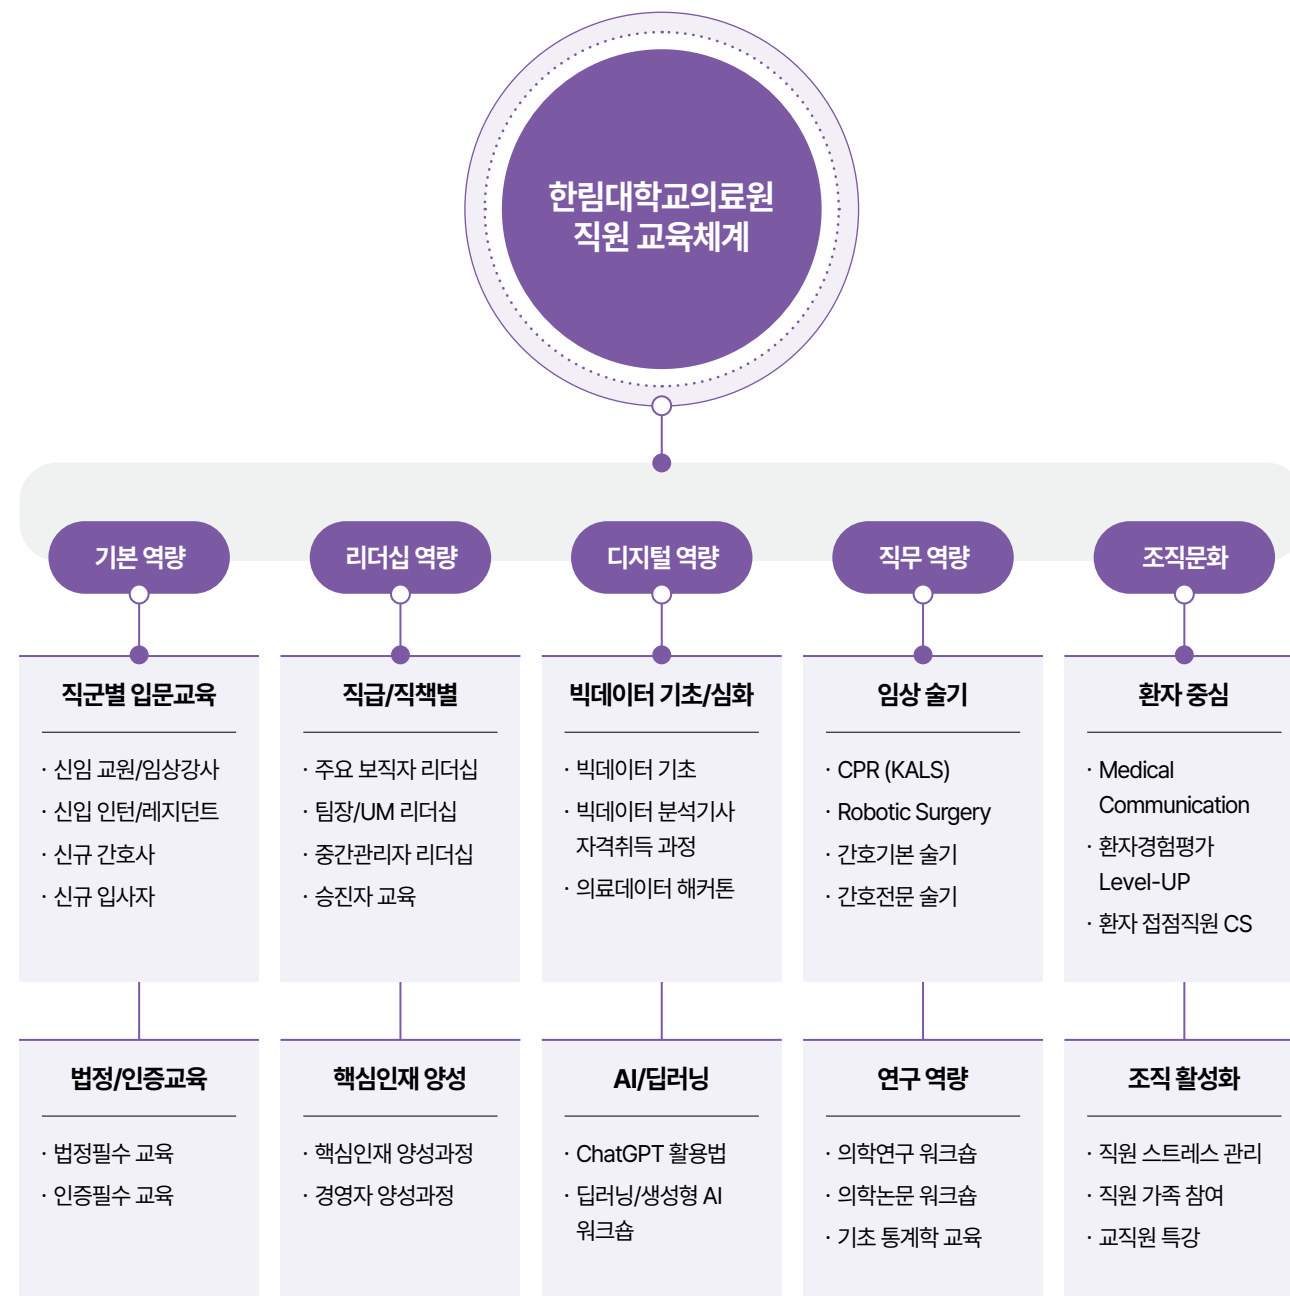 한림대학교의료원
직원 교육체계
기본 역량
리더십 역량
디지털 역량
직무 역량
조직문화
직군별 입문교육
· 신임 교원/임상강사
· 신입 인턴/레지던트
· 신규 간호사
· 신규 입사자
직급/직책별
· 주요 보직자 리더십
· 팀장/UM 리더십
· 중간관리자 리더십
· 승진자 교육
빅데이터 기초/심화
· 빅데이터 기초
· 빅데이터 분석기사
자격취득 과정
· 의료데이터 해커톤
임상 술기
· CPR (KALS)
· Robotic Surgery
· 간호기본 술기
· 간호전문 술기
환자 중심
· Medical
Communication
· 환자경험평가
Level-UP
· 환자 접점직원 CS
법정/인증교육
· 법정필수 교육
· 인증필수 교육
핵심인재 양성
· 핵심인재 양성과정
· 경영자 양성과정
AI/딥러닝
· ChatGPT 활용법
· 딥러닝/생성형 AI
워크숍
연구 역량
· 의학연구 워크숍
· 의학논문 워크숍
· 기초 통계학 교육
조직 활성화
· 직원 스트레스 관리
· 직원 가족 참여
· 교직원 특강